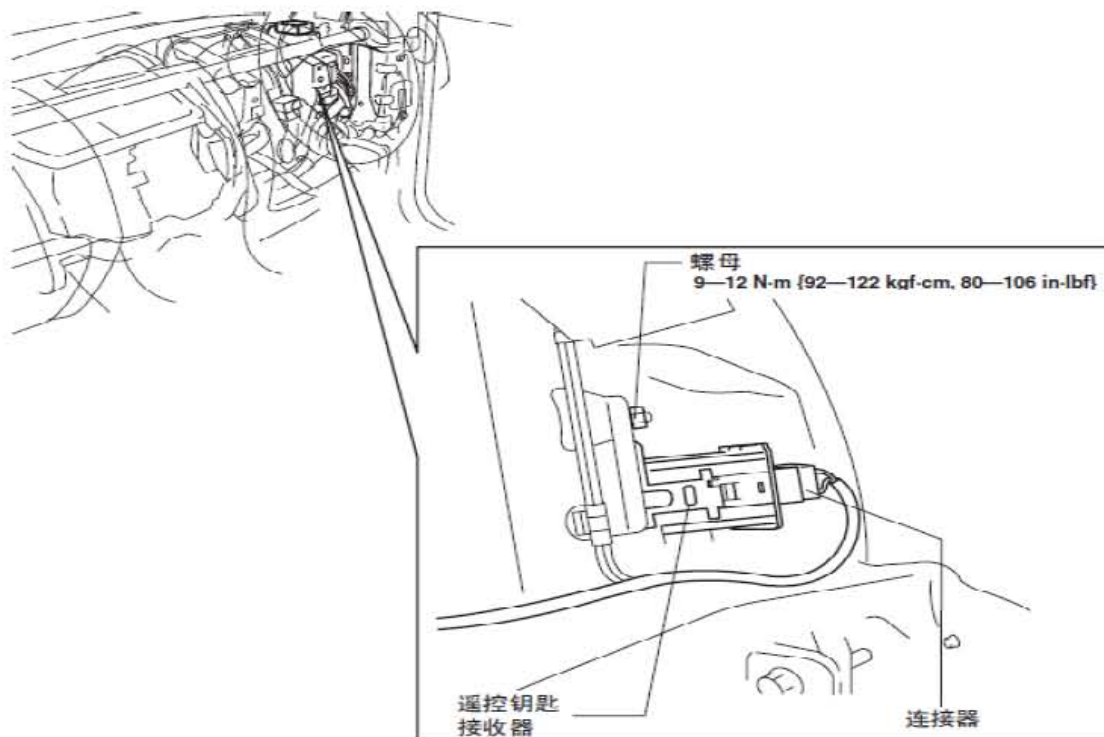 螺母
9—12 N·m {92—122 kgf-cm, 80—106 in-lbf}
遥控钥匙
接收器
连接器